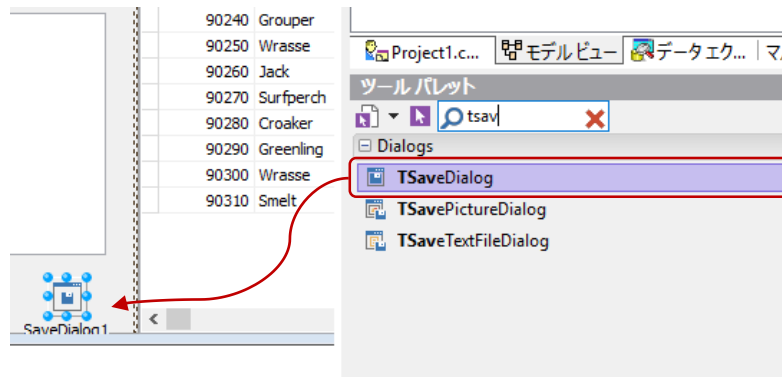 90240 Grouper
90250 Wrasse
90260 Jack
90270 Surfperch
90280 Croaker
90290 Greenling
90300 Wrasse
90310 Smelt
SaveDialog1
Project1.c... モデル ビュー データ エク...
ツール パレット
tsav
Dialogs
TSaveDialog
TSavePictureDialog
TSaveTextFileDialog